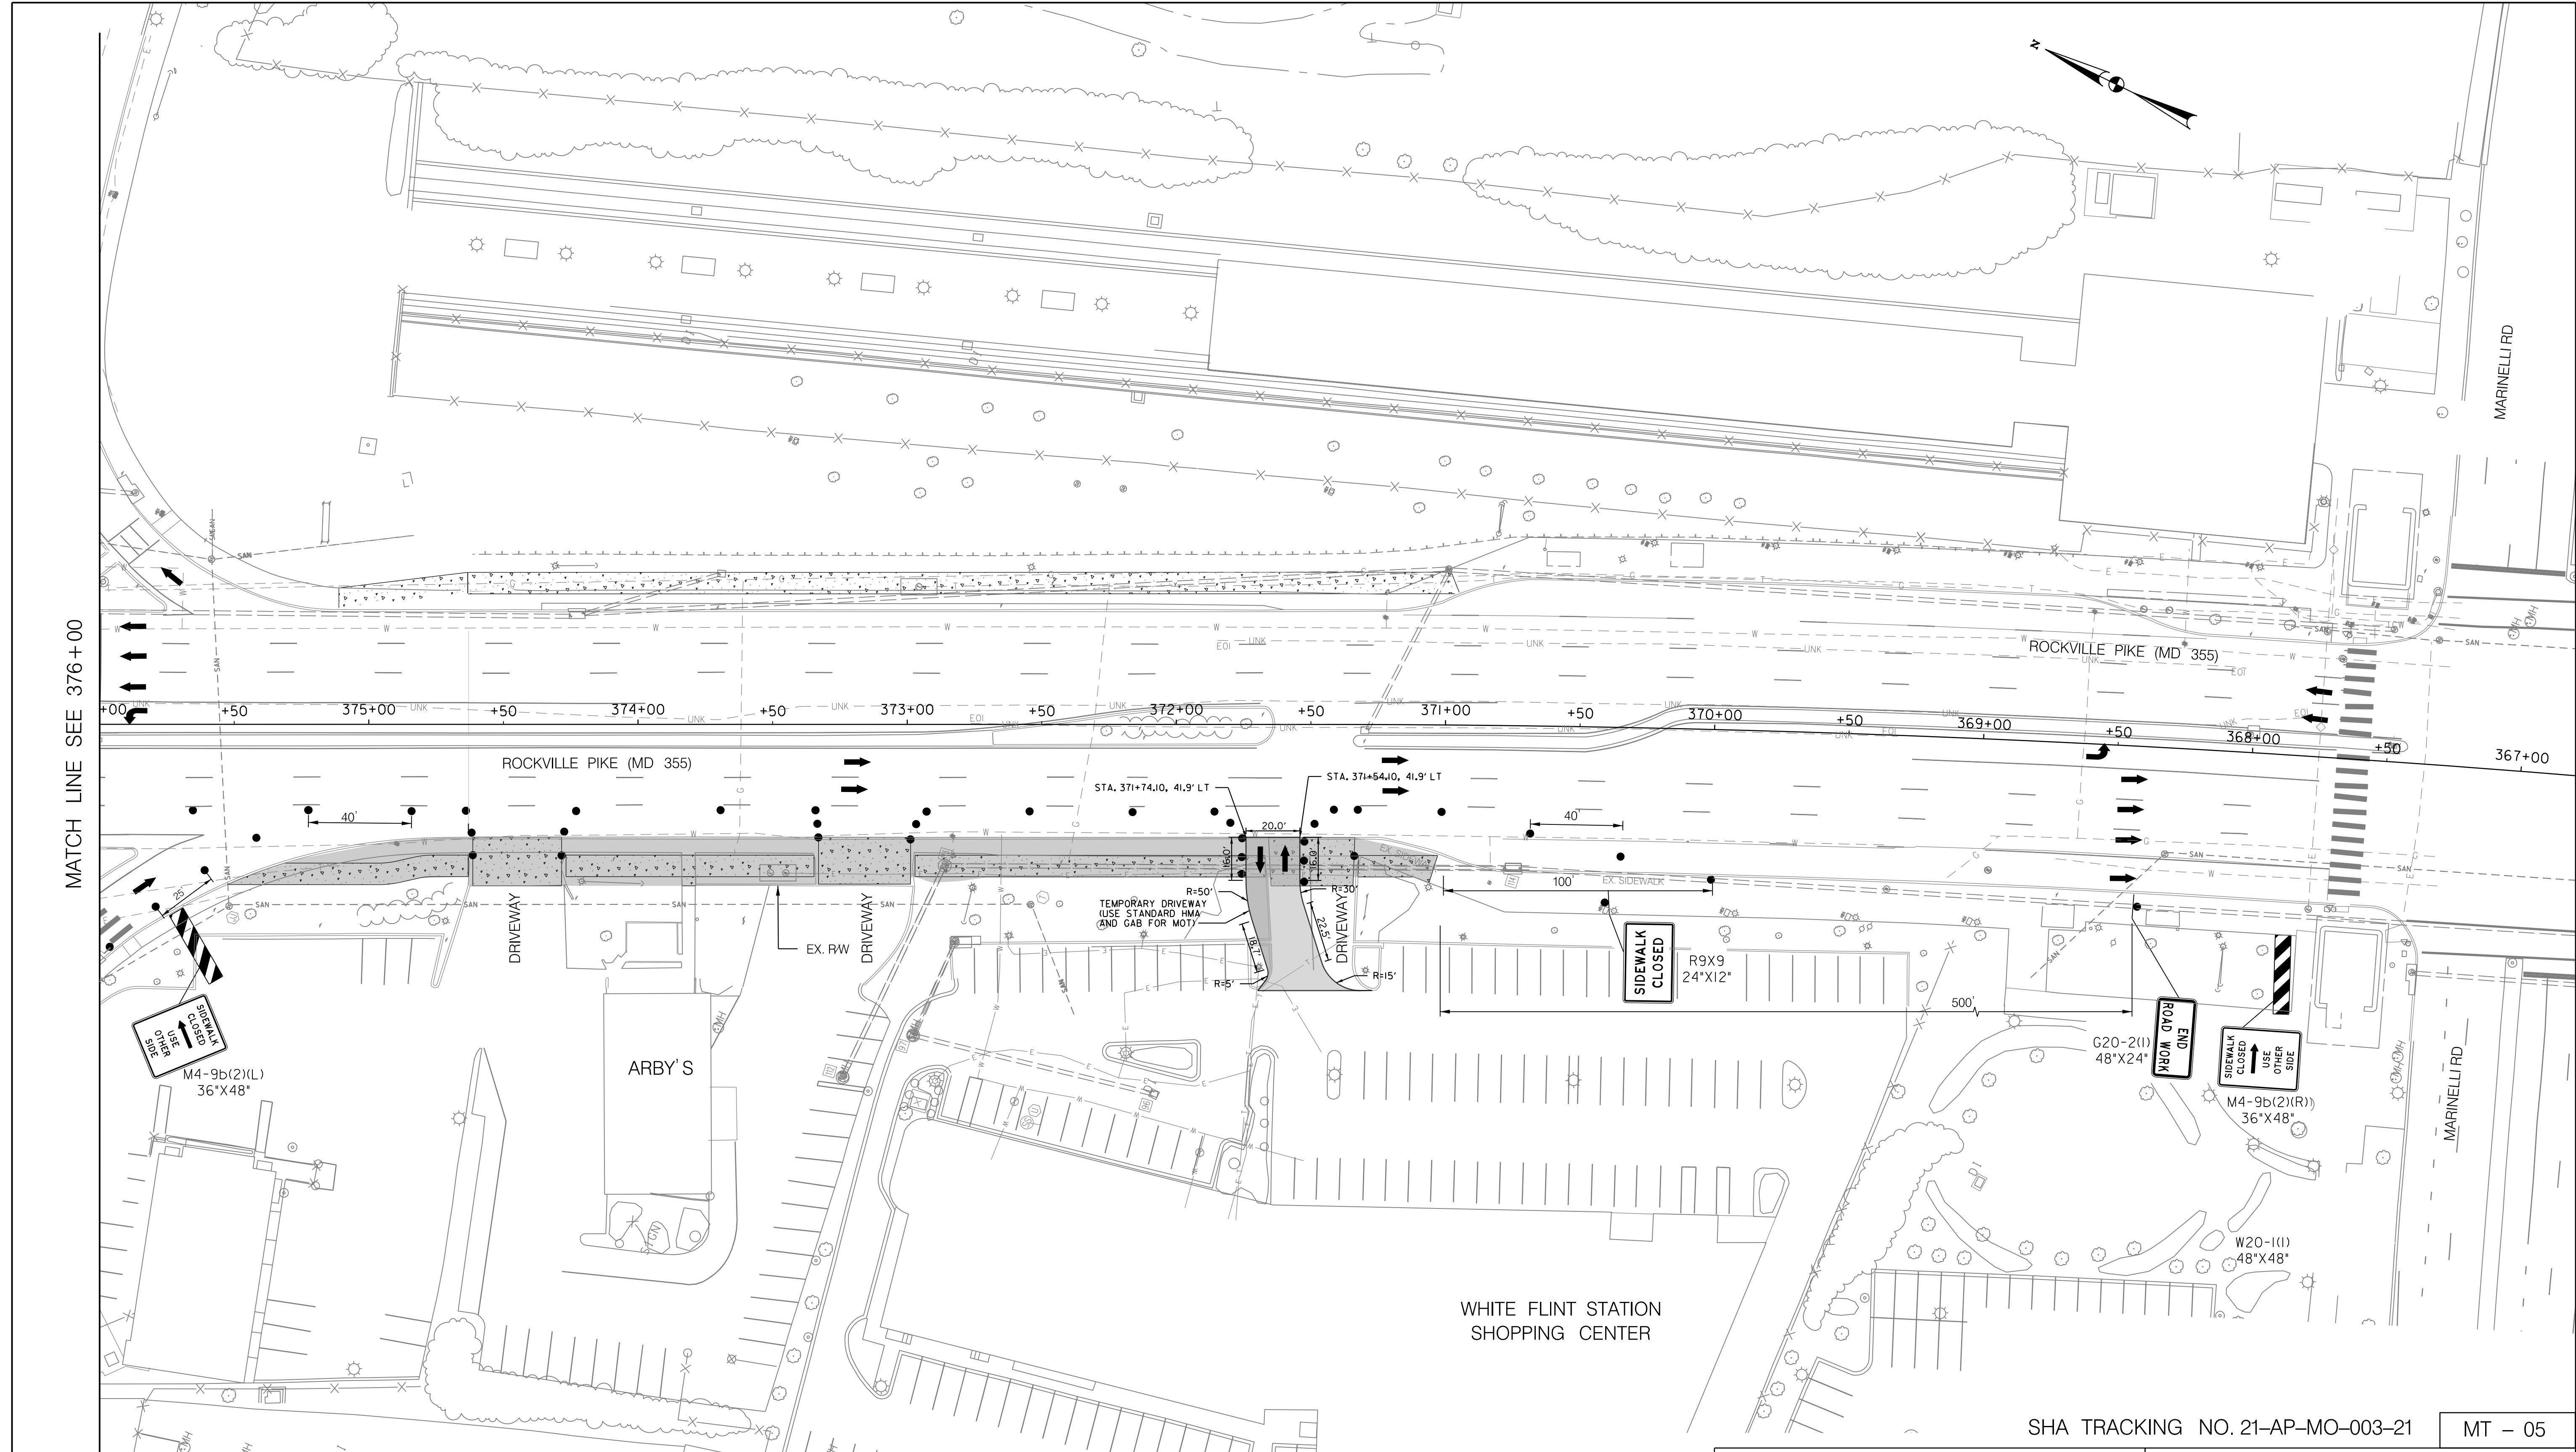 N
MARINELLI RD
MATCH LINE SEE 376+00
ROCKVILLE PIKE (MD 355)
+00
+50
375+00
+50
374+00
+50
373+00
+50
372+00
+50
371+00
+50
370+00
+50
369+00
+50
368+00
+50
367+00
ROCKVILLE PIKE (MD 355)
STA. 371+74.10, 41.9' LT
STA. 371+54.10, 41.9' LT
40'
20.0'
40'
16.0'
16.0'
25'
100'
EX. SIDEWALK
EX. SIDEWALK
R=50'
R=30'
TEMPORARY DRIVEWAY
(USE STANDARD HMA
AND GAB FOR MOT)
18.7'
22.5'
R=5'
R=15'
DRIVEWAY
DRIVEWAY
DRIVEWAY
EX. R/W
SIDEWALK
CLOSED
R9X9
24"X12"
500'
SIDEWALK
CLOSED
USE
OTHER
SIDE
M4-9b(2)(L)
36"X48"
ARBY'S
SIGN
G20-2(1)
48"X24"
END
ROAD WORK
SIDEWALK
CLOSED
USE
OTHER
SIDE
M4-9b(2)(R)
36"X48"
MARINELLI RD
W20-1(1)
48"X48"
WHITE FLINT STATION
SHOPPING CENTER
SHA TRACKING NO. 21-AP-MO-003-21
MT - 05